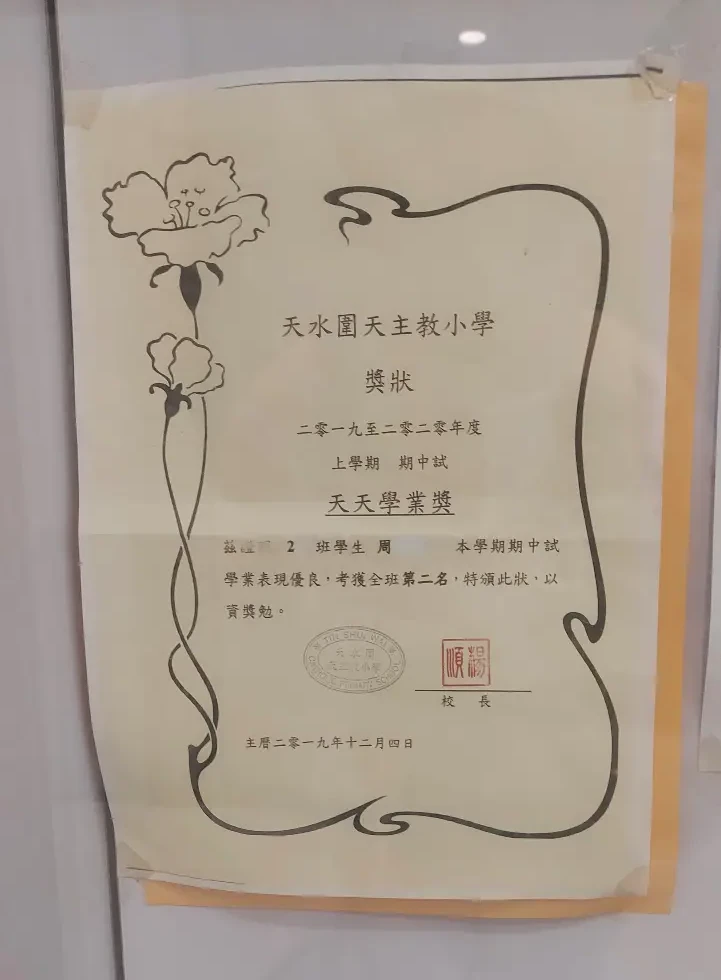 天水圍天主教小學
獎狀
二零一九至二零二零年度
上學期 期中試
天天學業獎
茲證 2 班學生 周 本學期期中試
學業表現優良，考獲全班第二名，特頒此狀，以
資獎勉。
TIN SHUI WAI
天水圍
天主教小學
CATHOLIC PRIMARY SCHOOL
楊
順
校 長
主曆二零一九年十二月四日